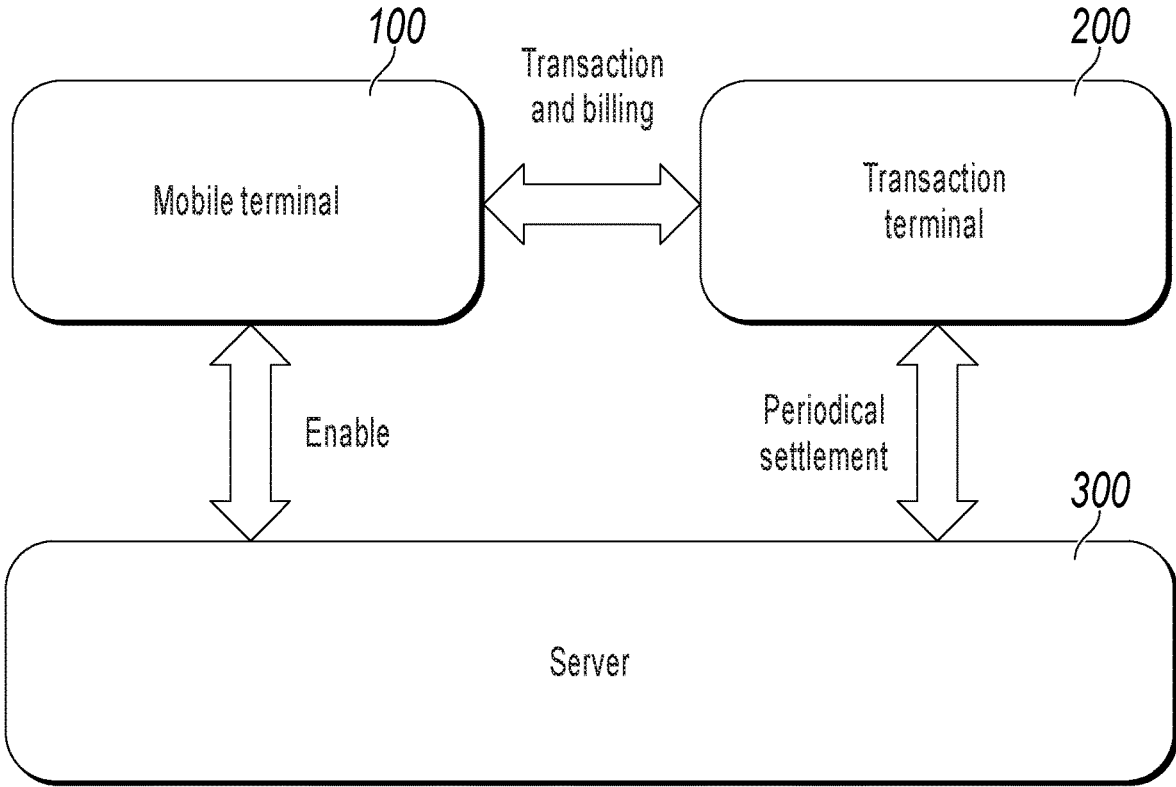 100
200
Transaction
and billing
Mobile terminal
Transaction
terminal
Enable
Periodical
settlement
300
Server